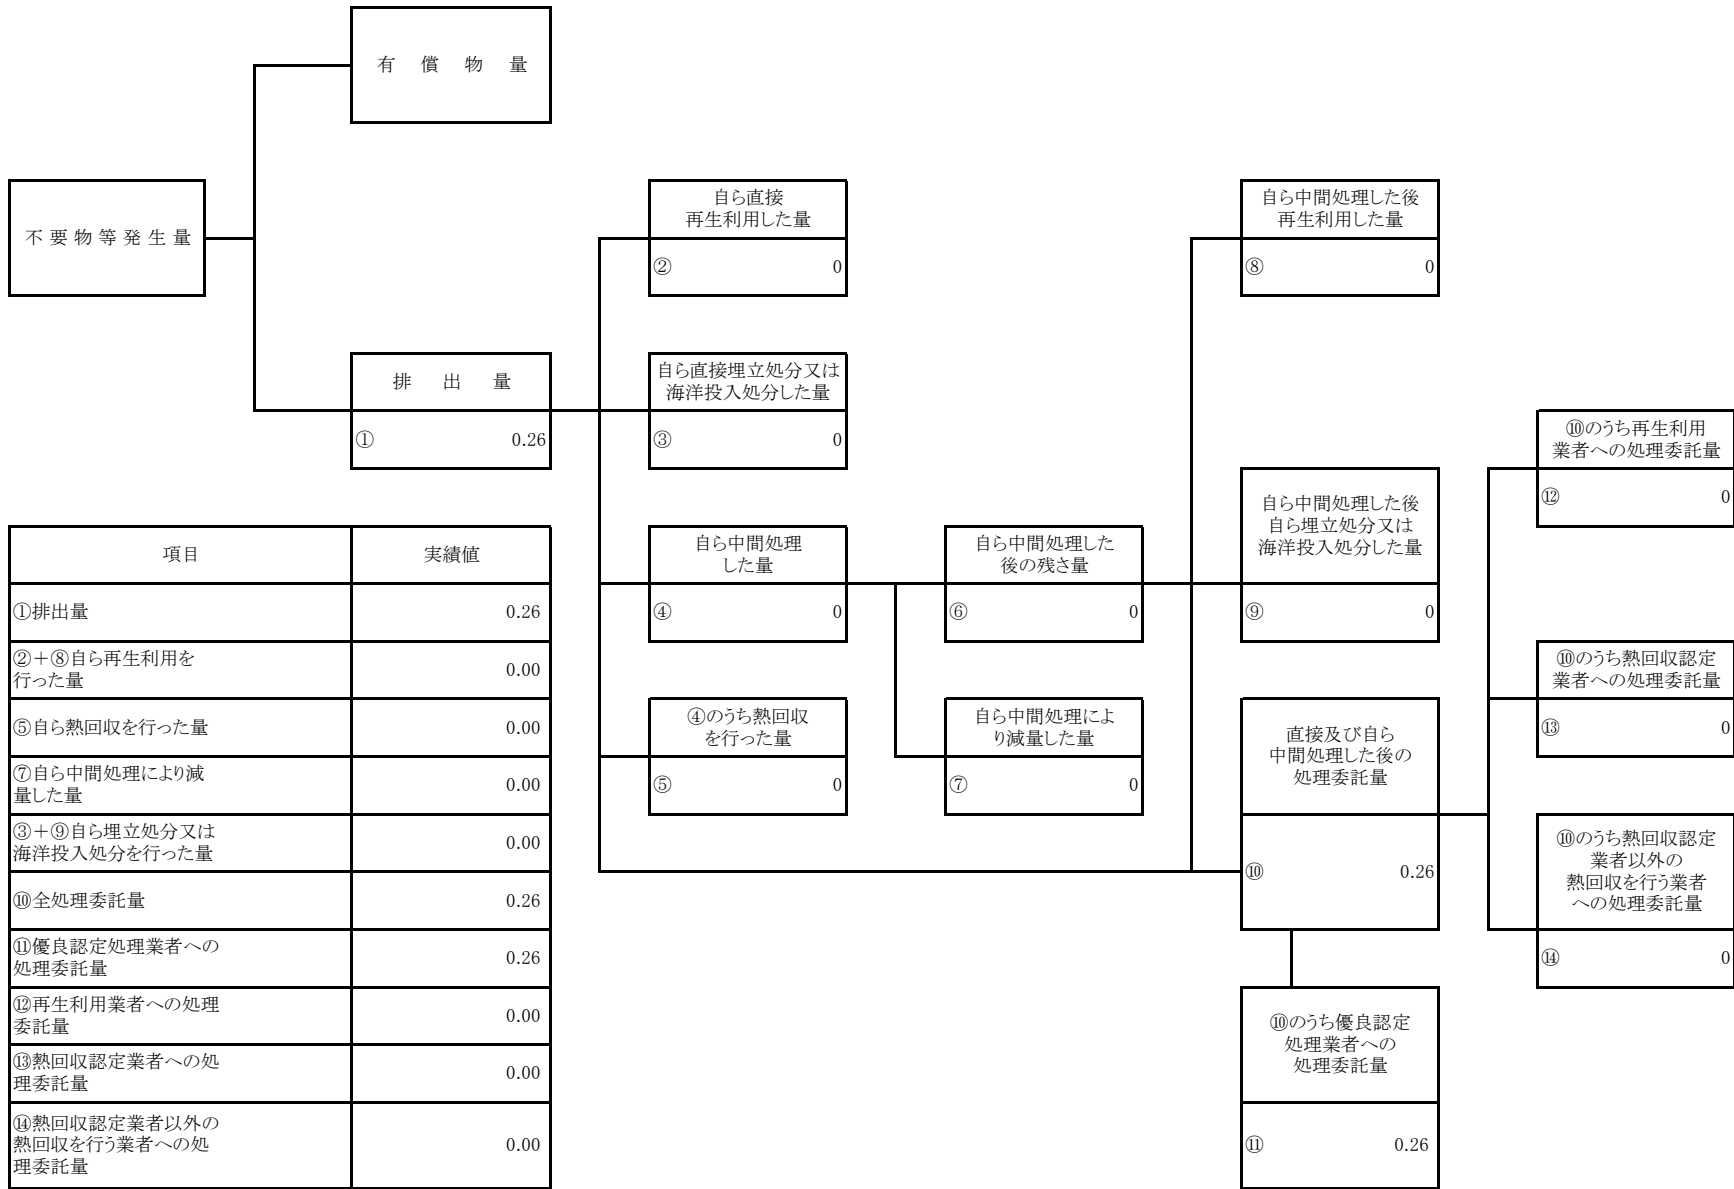 有償物量
不要物等発生量
排出量
① 0.26
自ら直接
再生利用した量
② 0
自ら直接埋立処分又は
海洋投入処分した量
③ 0
自ら中間処理
した量
④ 0
④のうち熱回収
を行った量
⑤ 0
自ら中間処理した
後の残さ量
⑥ 0
自ら中間処理によ
り減量した量
⑦ 0
自ら中間処理した後
再生利用した量
⑧ 0
自ら中間処理した後
自ら埋立処分又は
海洋投入処分した量
⑨ 0
直接及び自ら
中間処理した後の
処理委託量
⑩ 0.26
⑩のうち優良認定
処理業者への
処理委託量
⑪ 0.26
⑩のうち再生利用
業者への処理委託量
⑫ 0
⑩のうち熱回収認定
業者への処理委託量
⑬ 0
⑩のうち熱回収認定
業者以外の
熱回収を行う業者
への処理委託量
⑭ 0
項目 実績値
①排出量 0.26
②+⑧自ら再生利用を
行った量 0.00
⑤自ら熱回収を行った量 0.00
⑦自ら中間処理により減
量した量 0.00
③+⑨自ら埋立処分又は
海洋投入処分を行った量 0.00
⑩全処理委託量 0.26
⑪優良認定処理業者への
処理委託量 0.26
⑫再生利用業者への処理
委託量 0.00
⑬熱回収認定業者への処
理委託量 0.00
⑭熱回収認定業者以外の
熱回収を行う業者への処
理委託量 0.00